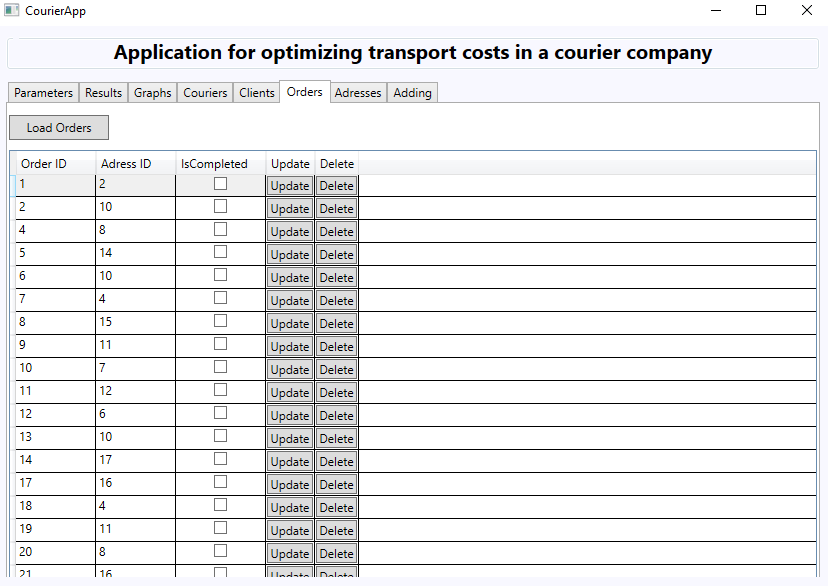 CourierApp
Application for optimizing transport costs in a courier company
Parameters Results Graphs Couriers Clients Orders Adresses Adding
Load Orders
Order ID Adress ID IsCompleted Update Delete
1 2 Update Delete
2 10 Update Delete
4 8 Update Delete
5 14 Update Delete
6 10 Update Delete
7 4 Update Delete
8 15 Update Delete
9 11 Update Delete
10 7 Update Delete
11 12 Update Delete
12 6 Update Delete
13 10 Update Delete
14 17 Update Delete
17 16 Update Delete
18 4 Update Delete
19 11 Update Delete
20 8 Update Delete
21 16 Update Delete